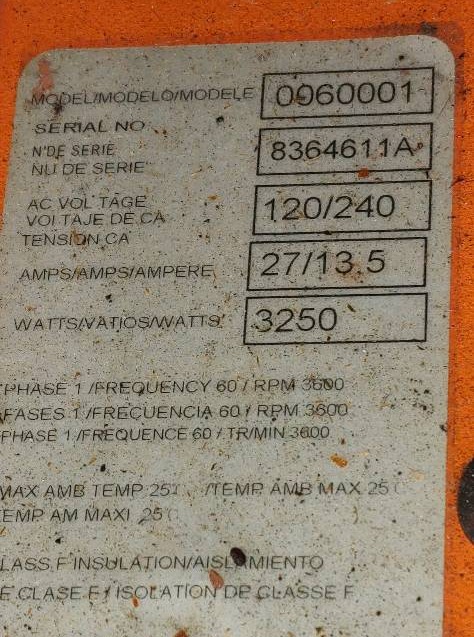 MODEL/MODELO/MODELE 0060001
SERIAL NO
N'DE SERIE 8364611A
NU DE SERIE
AC VOLTAGE 120/240
VOLTAJE DE CA
TENSION CA
AMPS/AMPS/AMPERE 27/13.5
WATTS/VATIOS/WATTS 3250
PHASE 1 /FREQUENCY 60 / RPM 3600
FASES 1 /FRECUENCIA 60 / RPM 3600
PHASE 1 /FREQUENCE 60 / TR/MIN 3600
MAX AMB TEMP 25 /TEMP AMB MAX 25
EMP AM MAXI 25
LASS F INSULATION/AISLAMIENTO
E CLASE F / ISOLATION DE CLASSE F